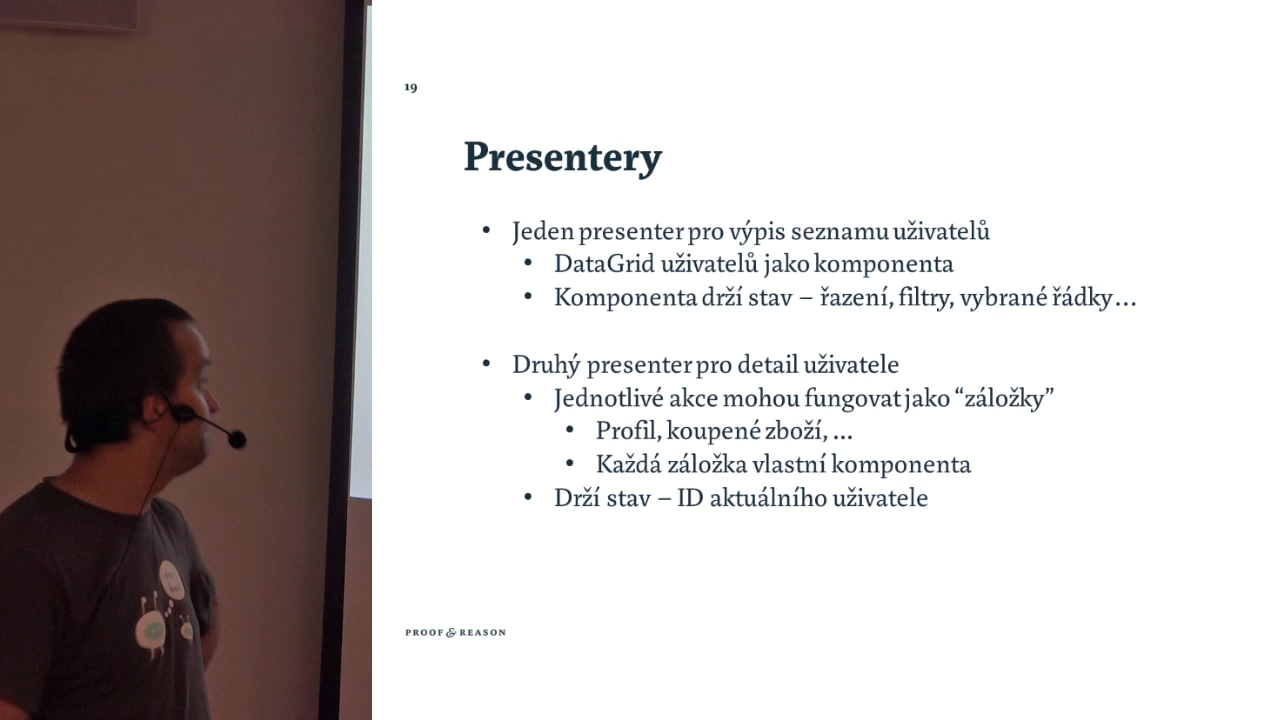 19
Presentery
• Jeden presenter pro výpis seznamu uživatelů
• DataGrid uživatelů jako komponenta
• Komponenta drží stav – řazení, filtry, vybrané řádky…
• Druhý presenter pro detail uživatele
• Jednotlivé akce mohou fungovat jako “záložky”
• Profil, koupené zboží, …
• Každá záložka vlastní komponenta
• Drží stav – ID aktuálního uživatele
PROOF & REASON